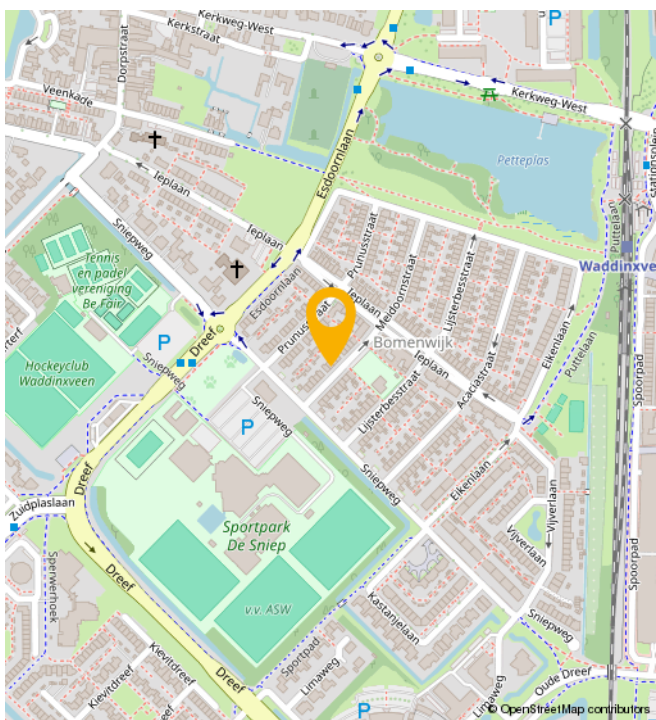 Kerkweg-West
Kerkstraat
Dorpstraat
P
Veenkade
Kerkweg-West
Esdoornlaan
Petteplas
Stationsplein
Ieplaan
Sniepweg
Ieplaan
Prunusstraat
Puttelaan
Waddinxveen
Tennis
en padel
vereniging
Be Fair
Esdoornlaan
Meidoornstraat
Lijsterbesstraat
Ieplaan
Prunusstraat
Bomenwijk
Eikenlaan
Puttelaan
P
Dreef
Sniepweg
Hockeyclub
Waddinxveen
Ieplaan
Acaciastraat
Spoorpad
Lijsterbesstraat
Sniepweg
P
Dreef
Sniepweg
Eikenlaan
Zuidplaslaan
Sportpark
De Sniep
Vijverlaan
Vijverlaan
Spoorpad
Sperwerhoek
Dreef
v.v. ASW
Kastanjelaan
Sniepweg
Kievitdreef
Kievitdreef
Sportpad
Limaweg
Limaweg
Oude Dreef
Dreef
P
© OpenStreetMap contributors